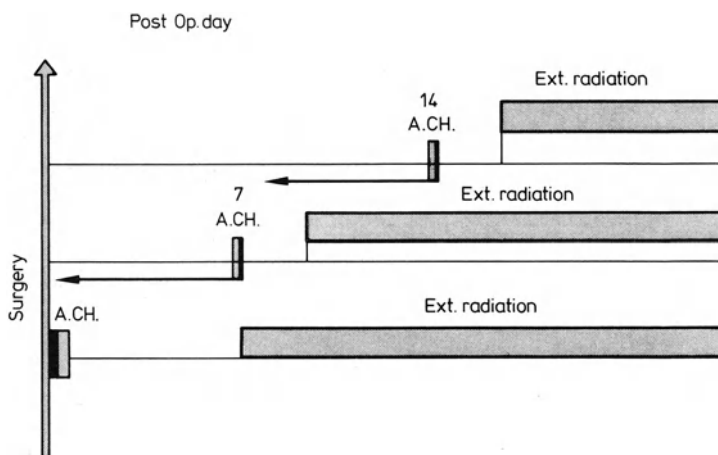 Post Op. day
Ext. radiation
14
A.CH.
Ext. radiation
7
A.CH.
Ext. radiation
A.CH.
Surgery